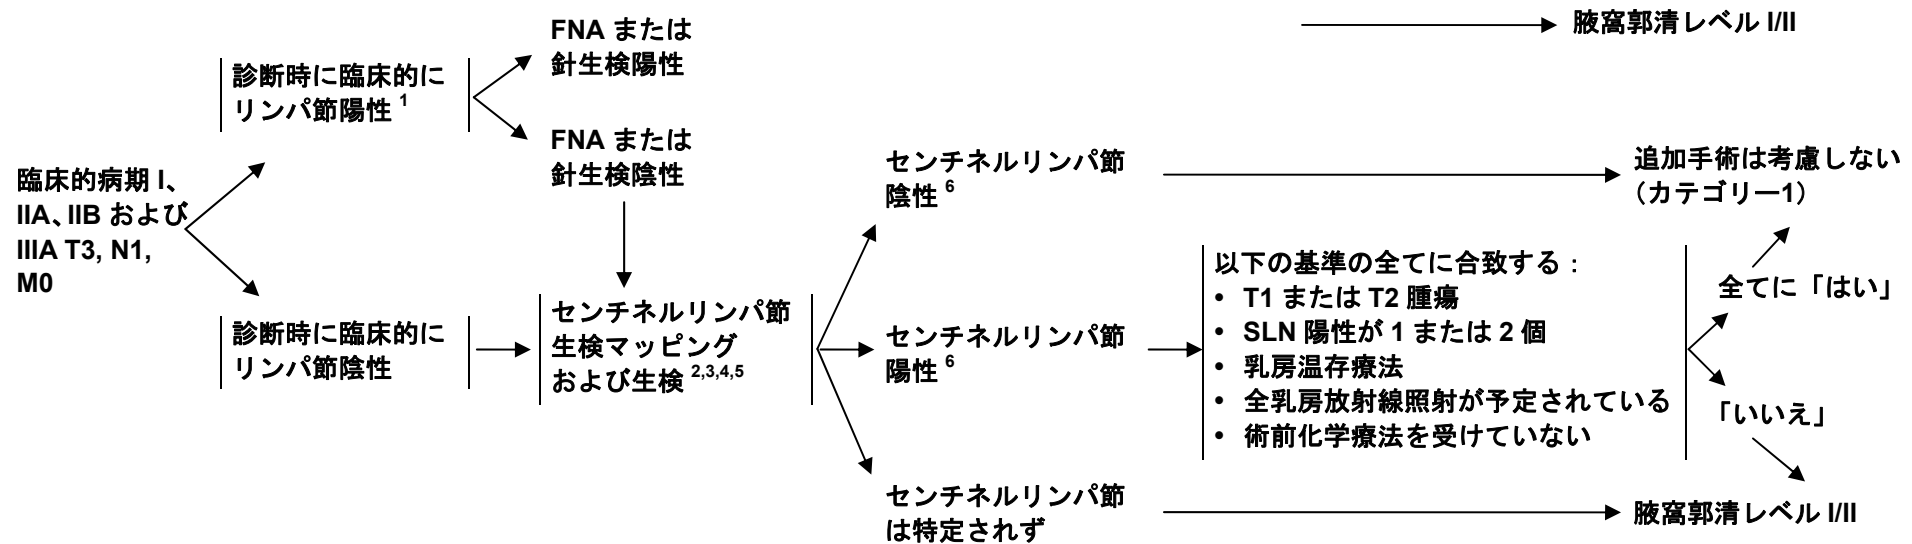 臨床的病期 I、
IIA、IIB および
IIIA T3, N1,
M0
診断時に臨床的に
リンパ節陽性 1
診断時に臨床的に
リンパ節陰性
FNA または
針生検陽性
FNA または
針生検陰性
センチネルリンパ節
生検マッピング
および生検 2,3,4,5
センチネルリンパ節
陰性 6
センチネルリンパ節
陽性 6
センチネルリンパ節
は特定されず
以下の基準の全てに合致する：
• T1 または T2 腫瘍
• SLN 陽性が 1 または 2 個
• 乳房温存療法
• 全乳房放射線照射が予定されている
• 術前化学療法を受けていない
腋窩郭清レベル I/II
追加手術は考慮しない
（カテゴリー1）
全てに「はい」
「いいえ」
腋窩郭清レベル I/II